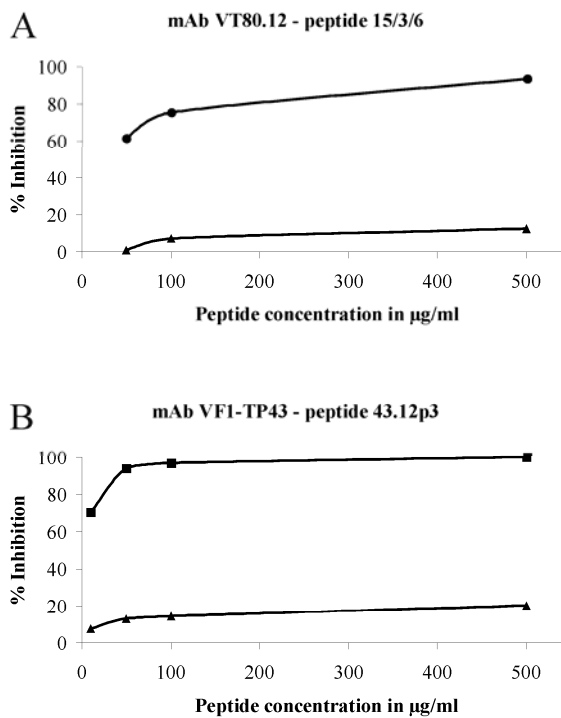 A
mAb VT80.12 - peptide 15/3/6
100
80
60
40
20
0
% Inhibition
0 100 200 300 400 500
Peptide concentration in µg/ml
B
mAb VF1-TP43 - peptide 43.12p3
100
80
60
40
20
0
% Inhibition
0 100 200 300 400 500
Peptide concentration in µg/ml